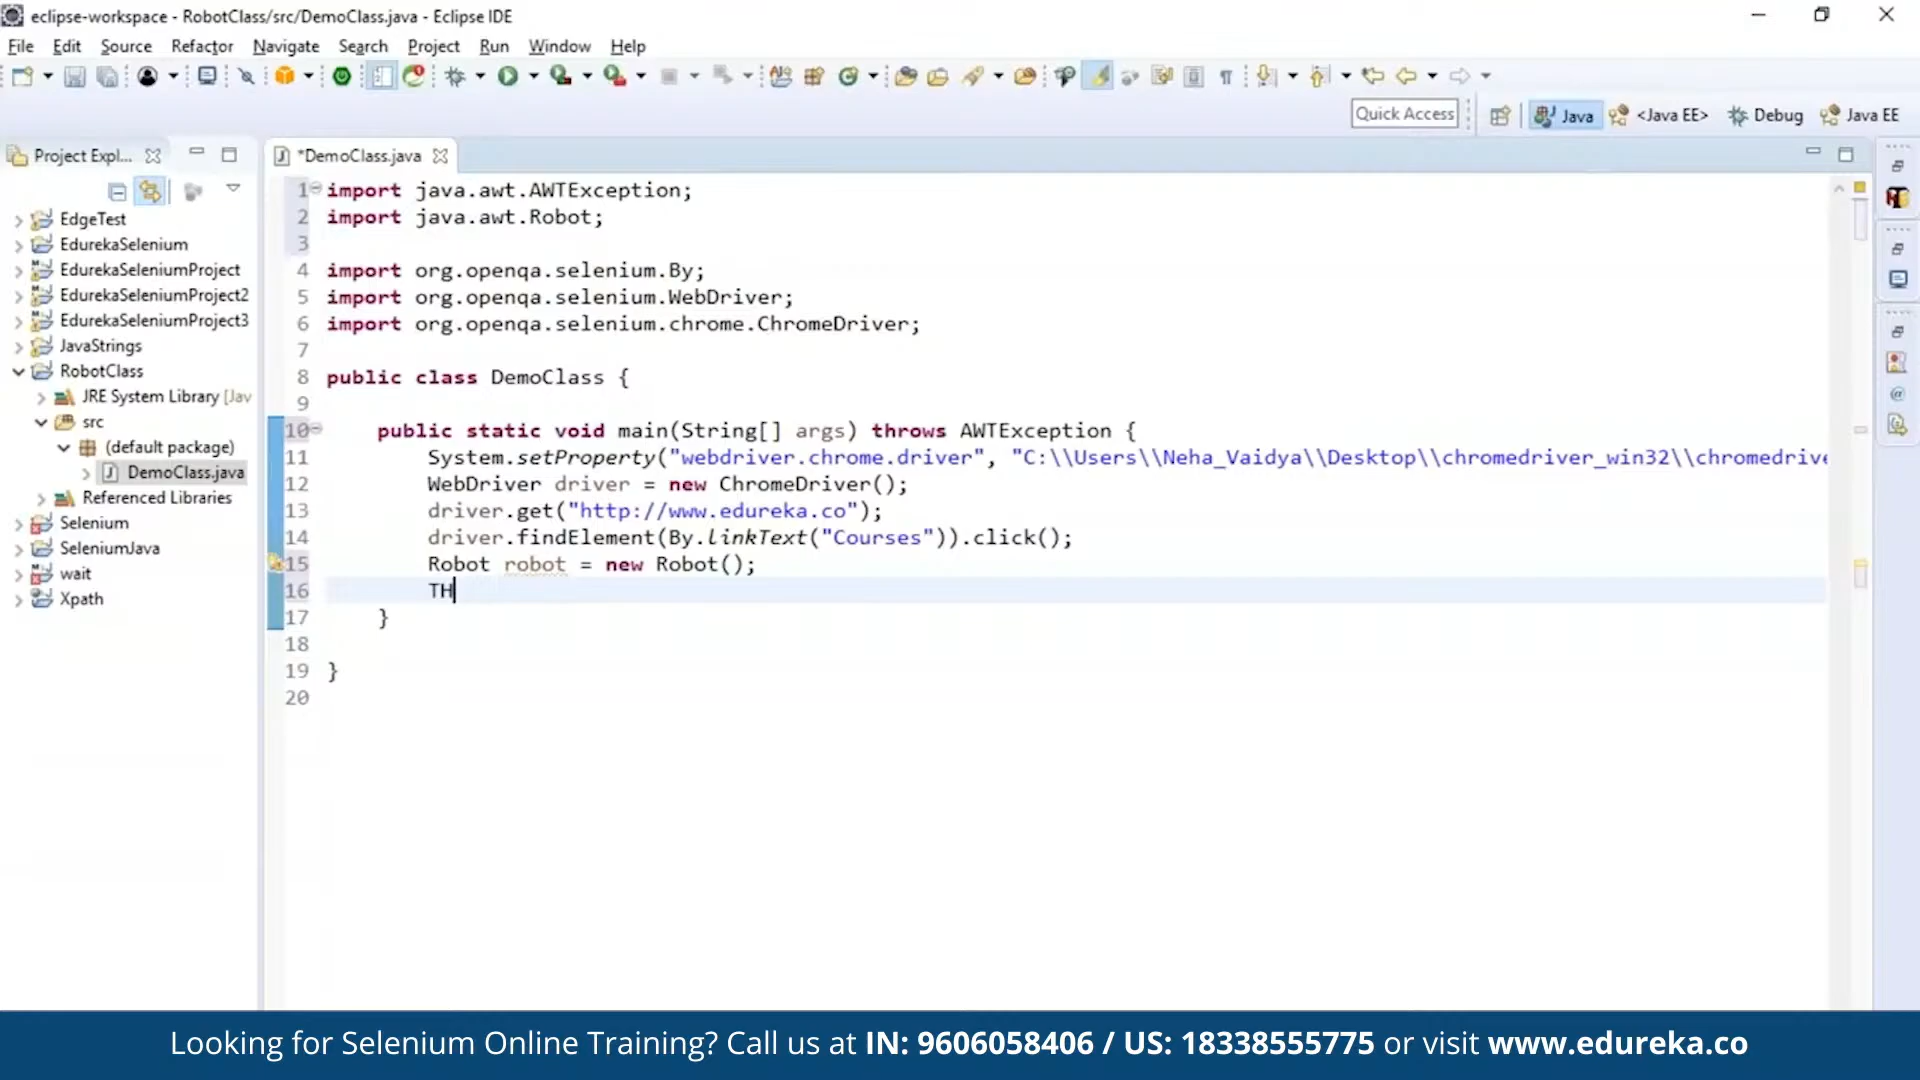 eclipse-workspace - RobotClass/src/DemoClass.java - Eclipse IDE
File Edit Source Refactor Navigate Search Project Run Window Help
Quick Access Java <Java EE> Debug Java EE
Project Expl...
EdgeTest
EdurekaSelenium
EdurekaSeleniumProject
EdurekaSeleniumProject2
EdurekaSeleniumProject3
JavaStrings
RobotClass
JRE System Library [Jav
src
(default package)
DemoClass.java
Referenced Libraries
Selenium
SeleniumJava
wait
Xpath
*DemoClass.java
1 import java.awt.AWTException;
2 import java.awt.Robot;
3
4 import org.openqa.selenium.By;
5 import org.openqa.selenium.WebDriver;
6 import org.openqa.selenium.chrome.ChromeDriver;
7
8 public class DemoClass {
9
10 public static void main(String[] args) throws AWTException {
11 System.setProperty("webdriver.chrome.driver", "C:\\Users\\Neha_Vaidya\\Desktop\\chromedriver_win32\\chromedrive
12 WebDriver driver = new ChromeDriver();
13 driver.get("http://www.edureka.co");
14 driver.findElement(By.linkText("Courses")).click();
15 Robot robot = new Robot();
16 TH
17 }
18
19 }
20
Looking for Selenium Online Training? Call us at IN: 9606058406 / US: 18338555775 or visit www.edureka.co